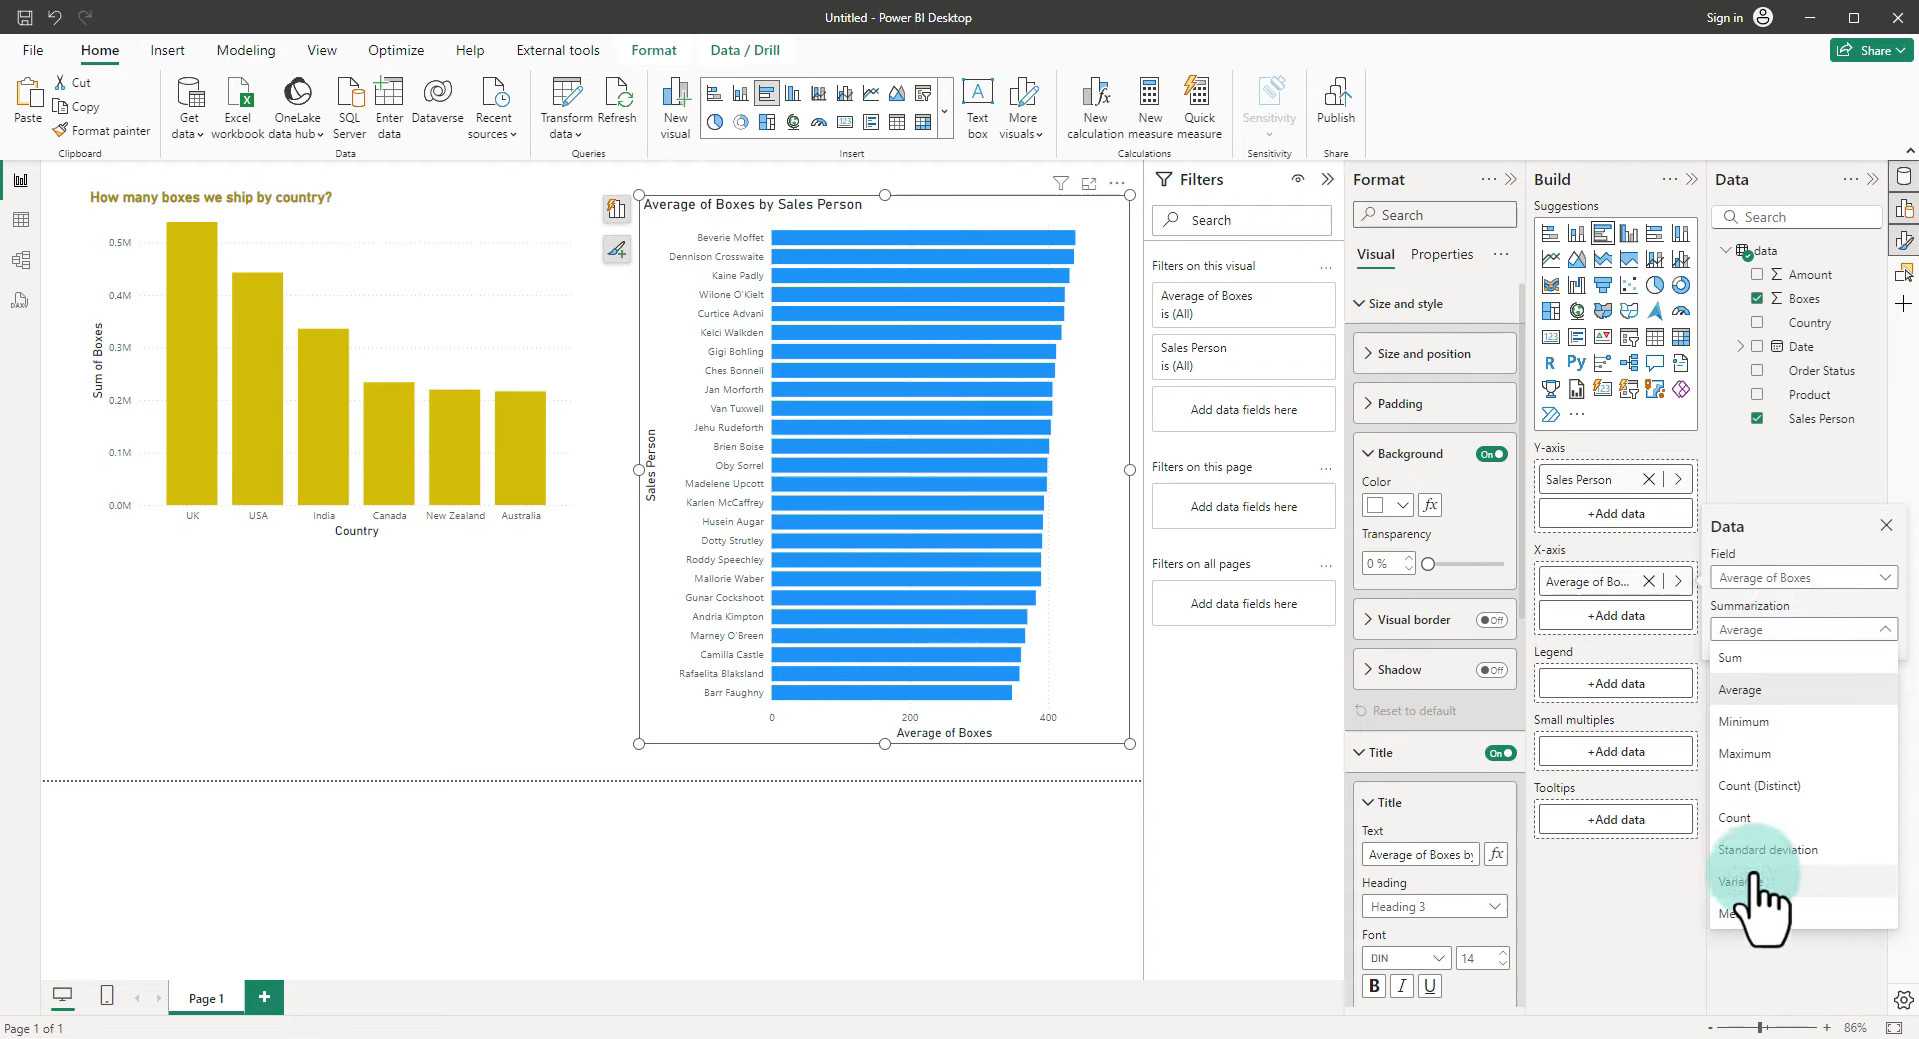 Untitled - Power BI Desktop
Sign in
File
Home
Insert
Modeling
View
Optimize
Help
External tools
Format
Data / Drill
Share
Paste
Cut
Copy
Format painter
Clipboard
Get data
Excel workbook
OneLake data hub
SQL Server
Enter data
Dataverse
Recent sources
Data
Transform data
Refresh
Queries
New visual
Text box
More visuals
Insert
New calculation
New measure
Quick measure
Calculations
Sensitivity
Sensitivity
Publish
Share
How many boxes we ship by country?
Sum of Boxes
0.5M
0.4M
0.3M
0.2M
0.1M
0.0M
UK
USA
India
Canada
New Zealand
Australia
Country
Average of Boxes by Sales Person
Sales Person
Beverie Moffet
Dennison Crosswaite
Kaine Padly
Wilone O'Kielt
Curtice Advani
Kelci Walkden
Gigi Bohling
Ches Bonnell
Jan Morforth
Van Tuxwell
Jehu Rudeforth
Brien Boise
Oby Sorrel
Madelene Upcott
Karlen McCaffrey
Husein Augar
Dotty Strutley
Roddy Speechley
Mallorie Waber
Gunar Cockshoot
Andria Kimpton
Marney O'Breen
Camilla Castle
Rafaelita Blaksland
Barr Faughny
0
200
400
Average of Boxes
Filters
Search
Filters on this visual
Average of Boxes
is (All)
Sales Person
is (All)
Add data fields here
Filters on this page
Add data fields here
Filters on all pages
Add data fields here
Format
Search
Visual
Properties
Size and style
Size and position
Padding
Background
On
Color
fx
Transparency
0 %
Visual border
Off
Shadow
Off
Reset to default
Title
On
Title
Text
Average of Boxes by
fx
Heading
Heading 3
Font
DIN
14
B
I
U
Build
Suggestions
123
R
Py
Y-axis
Sales Person
+Add data
X-axis
Average of Bo...
+Add data
Legend
+Add data
Small multiples
+Add data
Tooltips
+Add data
Data
Search
data
Amount
Boxes
Country
Date
Order Status
Product
Sales Person
Data
Field
Average of Boxes
Summarization
Average
Sum
Average
Minimum
Maximum
Count (Distinct)
Count
Standard deviation
Page 1
Page 1 of 1
86%